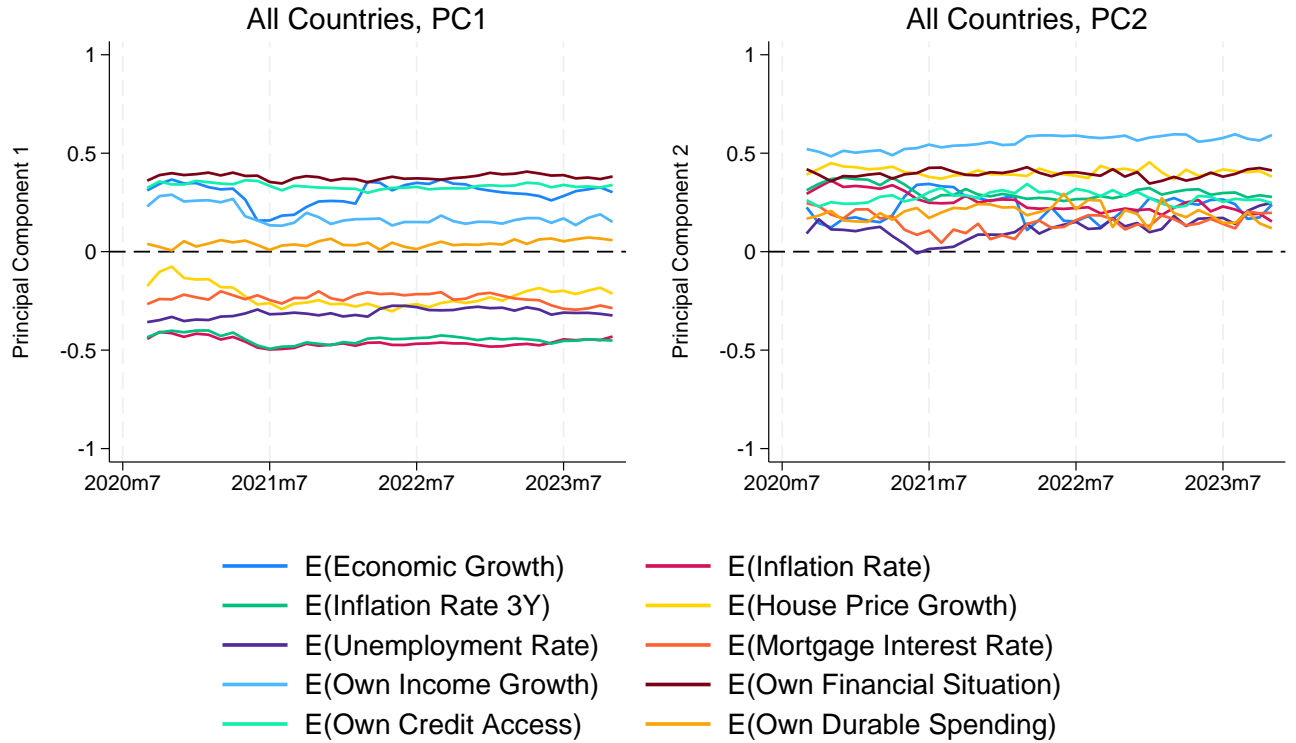 All Countries, PC1
1
0.5
0
-0.5
-1
Principal Component 1
2020m7
2021m7
2022m7
2023m7
All Countries, PC2
1
0.5
0
-0.5
-1
Principal Component 2
2020m7
2021m7
2022m7
2023m7
E(Economic Growth)
E(Inflation Rate)
E(Inflation Rate 3Y)
E(House Price Growth)
E(Unemployment Rate)
E(Mortgage Interest Rate)
E(Own Income Growth)
E(Own Financial Situation)
E(Own Credit Access)
E(Own Durable Spending)